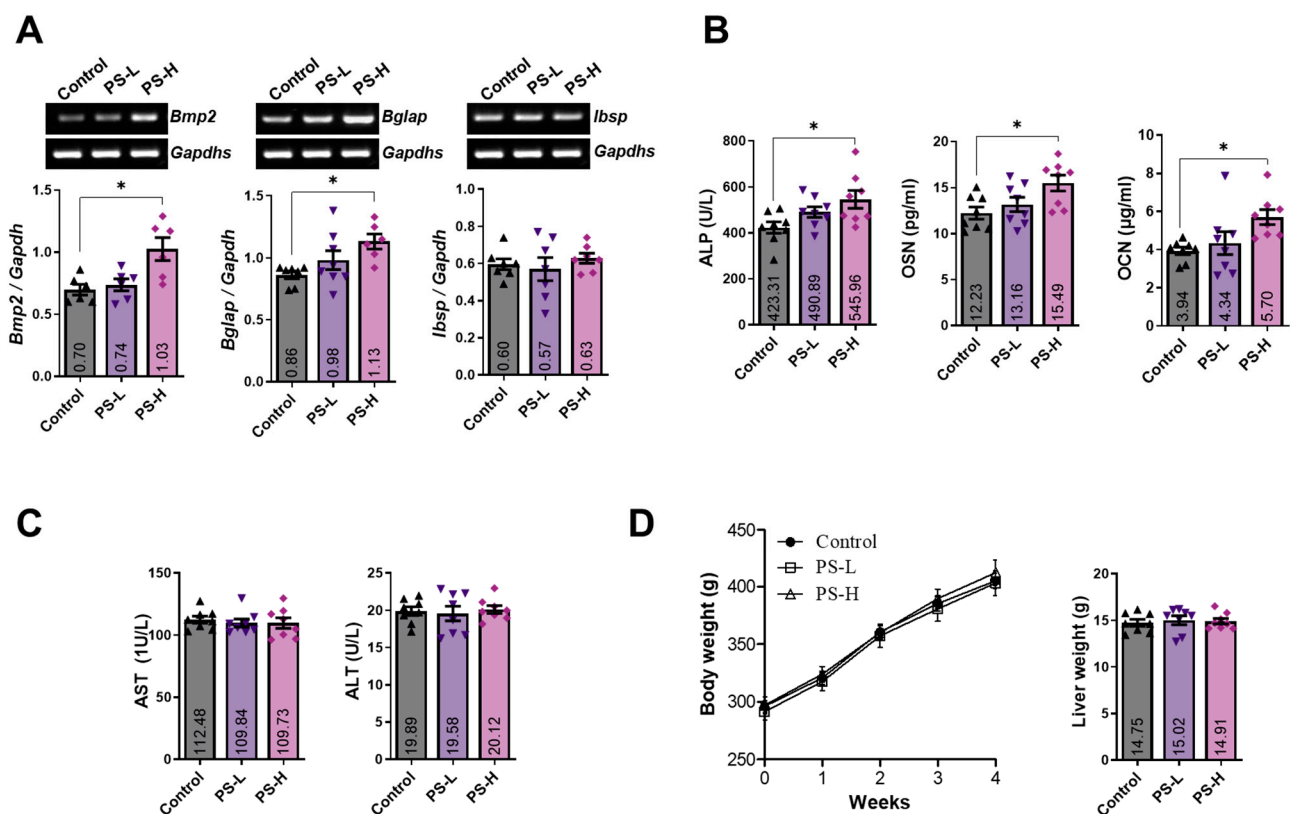 A
Control
PS-L
PS-H
Bmp2
Gapdhs
Control
PS-L
PS-H
Bglap
Gapdhs
Control
PS-L
PS-H
Ibsp
Gapdhs
Bmp2 / Gapdh
1.5
1.0
0.5
0.0
*
0.70
0.74
1.03
Control
PS-L
PS-H
Bglap / Gapdh
1.5
1.0
0.5
0.0
*
0.86
0.98
1.13
Control
PS-L
PS-H
Ibsp / Gapdh
1.0
0.8
0.6
0.4
0.2
0.0
0.60
0.57
0.63
Control
PS-L
PS-H
B
ALP (U/L)
800
600
400
200
0
*
423.31
490.89
545.96
Control
PS-L
PS-H
OSN (pg/ml)
20
15
10
5
0
*
12.23
13.16
15.49
Control
PS-L
PS-H
OCN (µg/ml)
10
8
6
4
2
0
*
3.94
4.34
5.70
Control
PS-L
PS-H
C
AST (1U/L)
150
100
50
0
112.48
109.84
109.73
Control
PS-L
PS-H
ALT (U/L)
25
20
15
10
5
0
19.89
19.58
20.12
Control
PS-L
PS-H
D
Body weight (g)
450
400
350
300
250
Control
PS-L
PS-H
0
1
2
3
4
Weeks
Liver weight (g)
20
15
10
5
0
14.75
15.02
14.91
Control
PS-L
PS-H